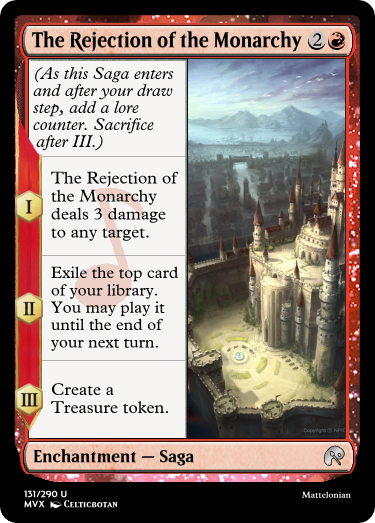 The Rejection of the Monarchy 2
(As this Saga enters
and after your draw
step, add a lore
counter. Sacrifice
after III.)
I
The Rejection of
the Monarchy
deals 3 damage
to any target.
II
Exile the top card
of your library.
You may play it
until the end of
your next turn.
III
Create a
Treasure token.
Enchantment — Saga
131/290 U
MVX Celticbotan
Mattelonian